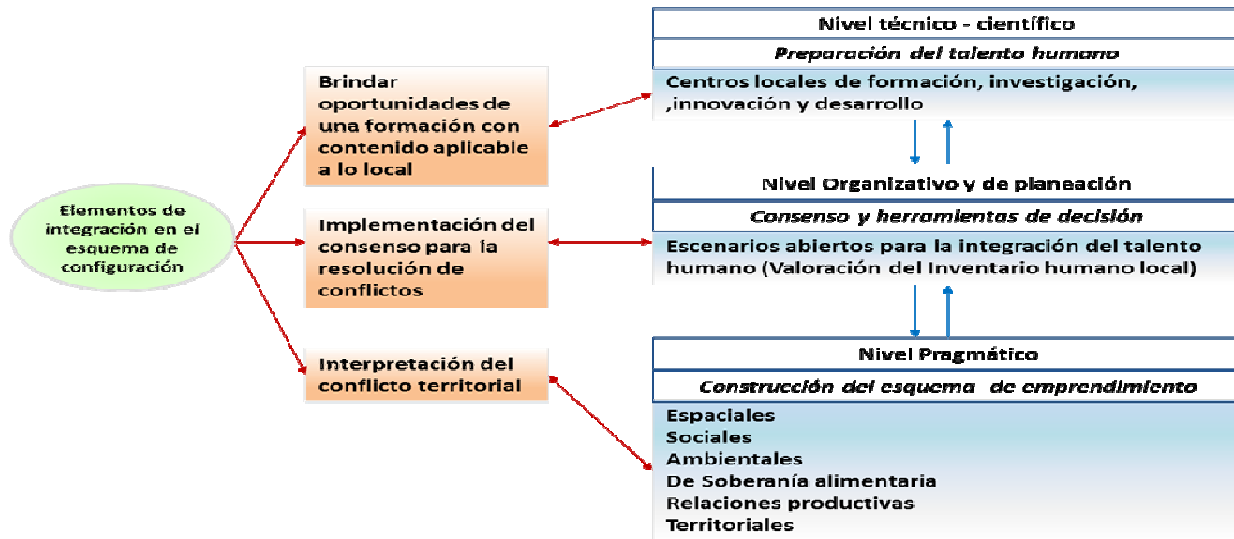 Elementos de
integración en el
esquema de
configuración
Brindar
oportunidades de
una formación con
contenido aplicable
a lo local
Implementación del
consenso para la
resolución de
conflictos
Interpretación del
conflicto territorial
Nivel técnico - científico
Preparación del talento humano
Centros locales de formación, investigación,
,innovación y desarrollo
Nivel Organizativo y de planeación
Consenso y herramientas de decisión
Escenarios abiertos para la integración del talento
humano (Valoración del Inventario humano local)
Nivel Pragmático
Construcción del esquema de emprendimiento
Espaciales
Sociales
Ambientales
De Soberanía alimentaria
Relaciones productivas
Territoriales